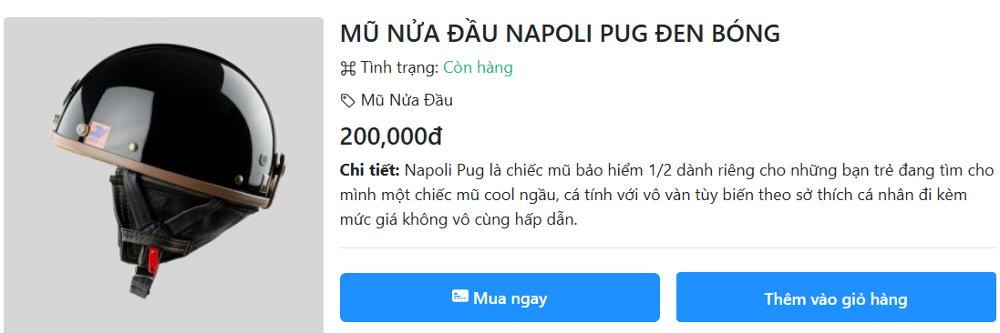 MŨ NỬA ĐẦU NAPOLI PUG ĐEN BÓNG
Tình trạng: Còn hàng
Mũ Nửa Đầu
200,000đ
Chi tiết: Napoli Pug là chiếc mũ bảo hiểm 1/2 dành riêng cho những bạn trẻ đang tìm cho
mình một chiếc mũ cool ngầu, cá tính với vô vàn tùy biến theo sở thích cá nhân đi kèm
mức giá không vô cùng hấp dẫn.
Mua ngay
Thêm vào giỏ hàng